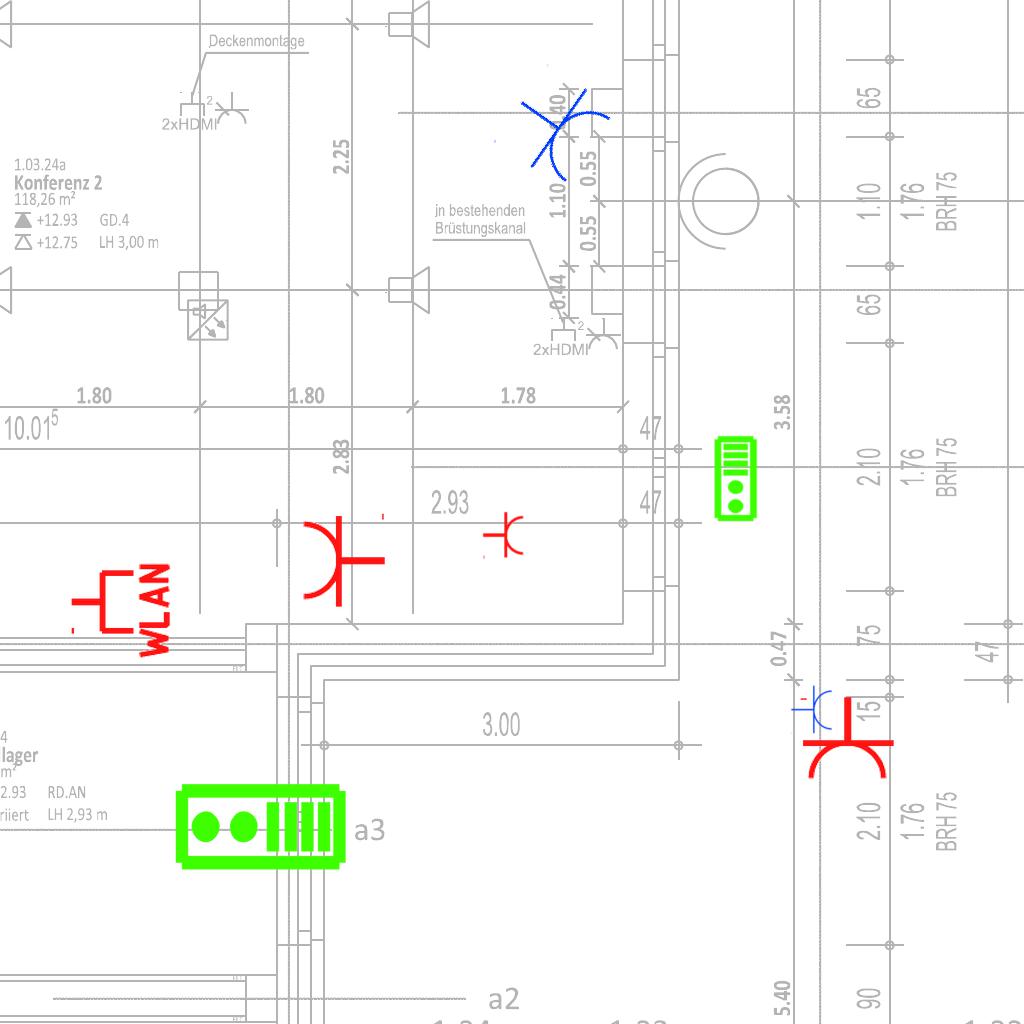 Deckenmontage
2
2xHDMI
40
65
2.25
0.55
1.03.24a
Konferenz 2
118,26 m²
+12.93 GD.4
+12.75 LH 3,00 m
1.10
0.55
1.10
1.76
BRH 75
jn bestehenden
Brüstungskanal
0.44
65
2
2xHDMI
1.80
1.80
1.78
10.01⁵
47
3.58
2.83
2.10
1.76
BRH 75
2.93
47
WLAN
0.47
75
47
15
3.00
4
lager
m²
2.93 RD.AN
riiert LH 2,93 m
a3
2.10
1.76
BRH 75
a2
5.40
90